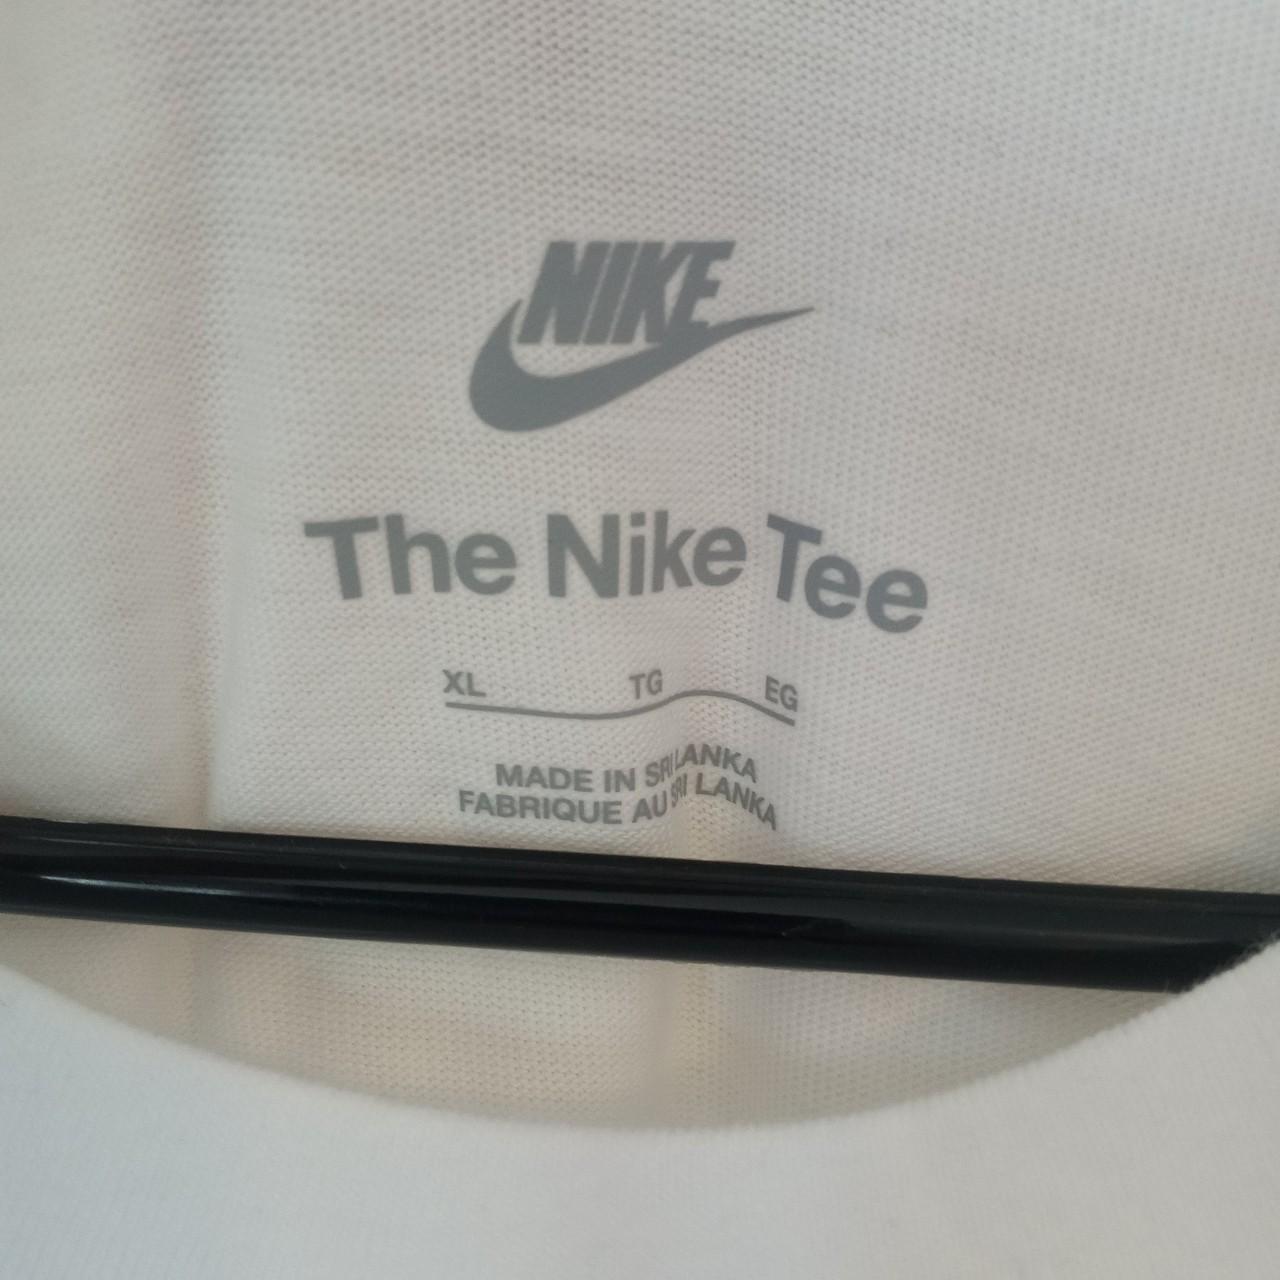 NIKE
The Nike Tee
XL TG EG
MADE IN SRI LANKA
FABRIQUE AU SRI LANKA